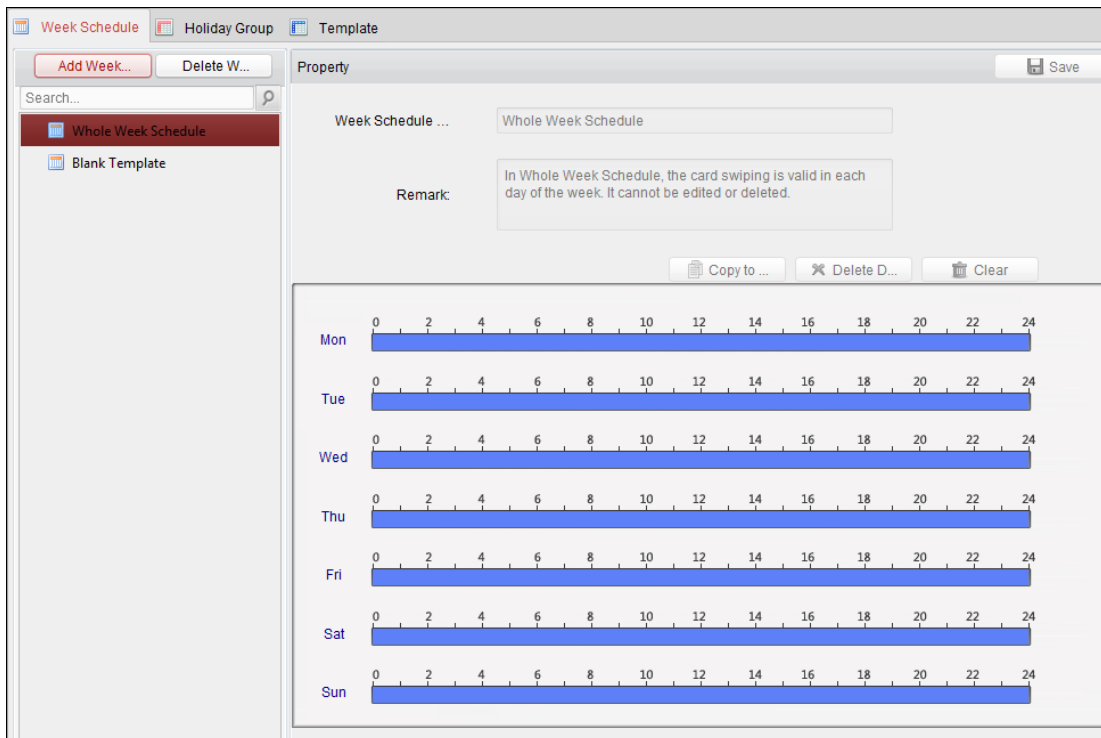 Week Schedule Holiday Group Template
Add Week... Delete W... Property Save
Search...
Whole Week Schedule
Blank Template
Week Schedule ... Whole Week Schedule
Remark: In Whole Week Schedule, the card swiping is valid in each
day of the week. It cannot be edited or deleted.
Copy to ... Delete D... Clear
0 2 4 6 8 10 12 14 16 18 20 22 24
Mon
0 2 4 6 8 10 12 14 16 18 20 22 24
Tue
0 2 4 6 8 10 12 14 16 18 20 22 24
Wed
0 2 4 6 8 10 12 14 16 18 20 22 24
Thu
0 2 4 6 8 10 12 14 16 18 20 22 24
Fri
0 2 4 6 8 10 12 14 16 18 20 22 24
Sat
0 2 4 6 8 10 12 14 16 18 20 22 24
Sun